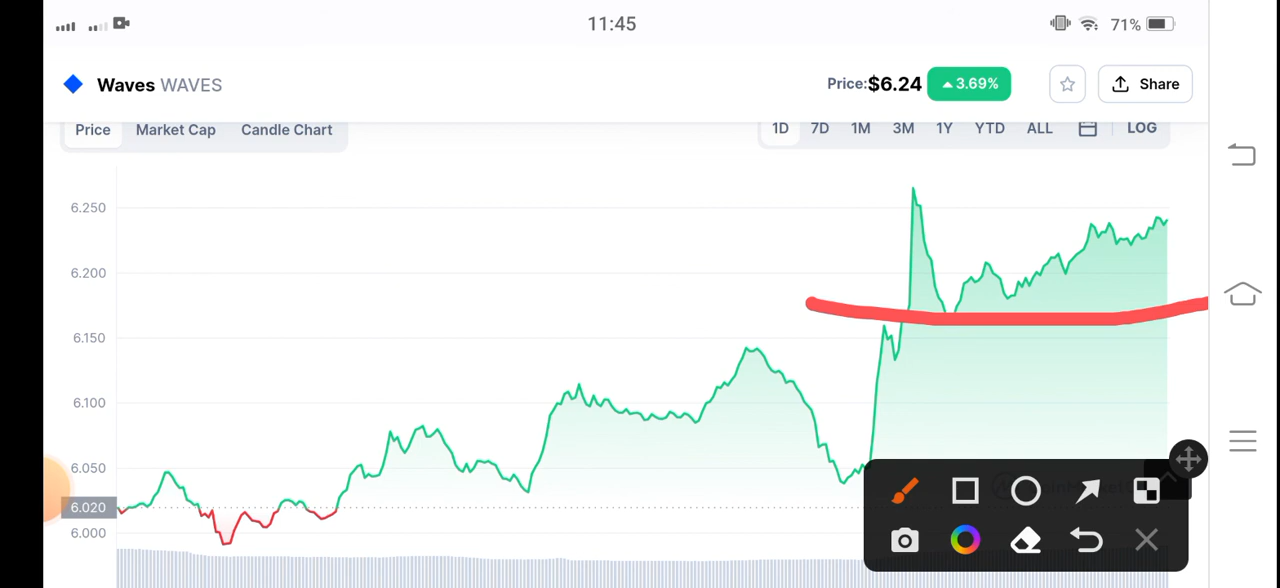 11:45
71%
Waves WAVES
Price:$6.24 3.69%
Share
Price Market Cap Candle Chart
1D 7D 1M 3M 1Y YTD ALL LOG
6.250
6.200
6.150
6.100
6.050
6.020
6.000